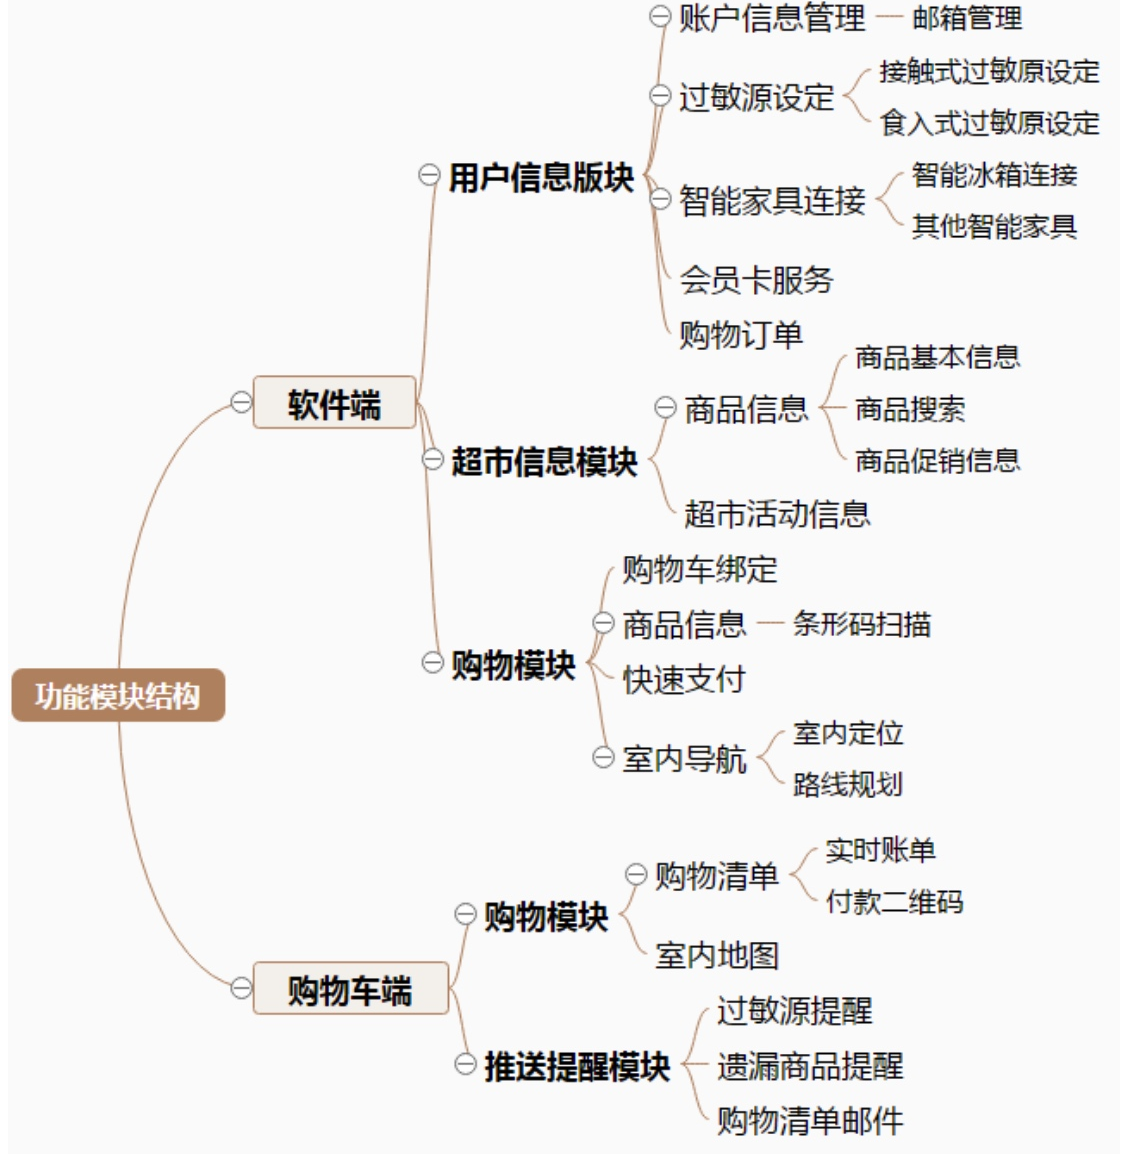 账户信息管理
邮箱管理
过敏源设定
接触式过敏原设定
食入式过敏原设定
用户信息版块
智能家具连接
智能冰箱连接
其他智能家具
会员卡服务
购物订单
软件端
超市信息模块
商品信息
商品基本信息
商品搜索
商品促销信息
超市活动信息
购物模块
购物车绑定
商品信息
条形码扫描
快速支付
室内导航
室内定位
路线规划
功能模块结构
购物车端
购物模块
购物清单
实时账单
付款二维码
室内地图
推送提醒模块
过敏源提醒
遗漏商品提醒
购物清单邮件